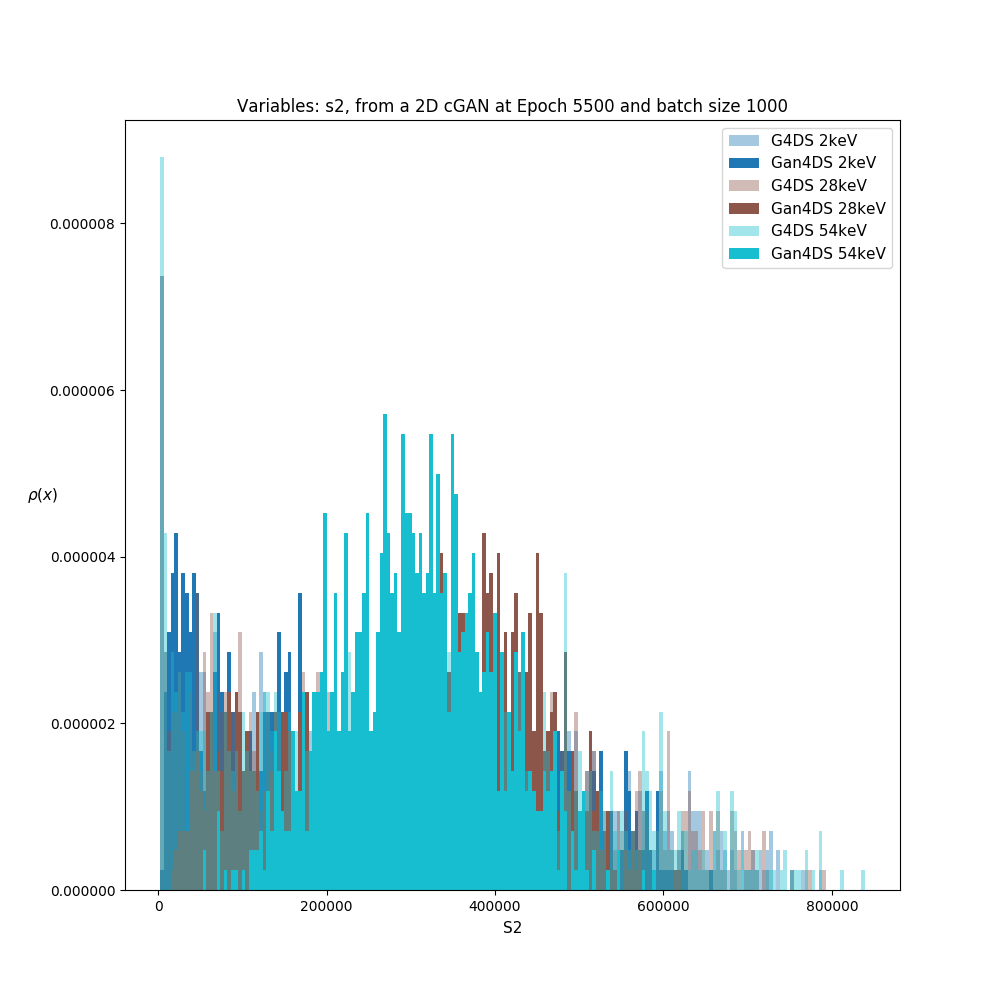 Variables: s2, from a 2D cGAN at Epoch 5500 and batch size 1000
G4DS 2keV
Gan4DS 2keV
G4DS 28keV
Gan4DS 28keV
G4DS 54keV
Gan4DS 54keV
0.000008
0.000006
ρ(x)
0.000004
0.000002
0.000000
0 200000 400000 600000 800000
S2